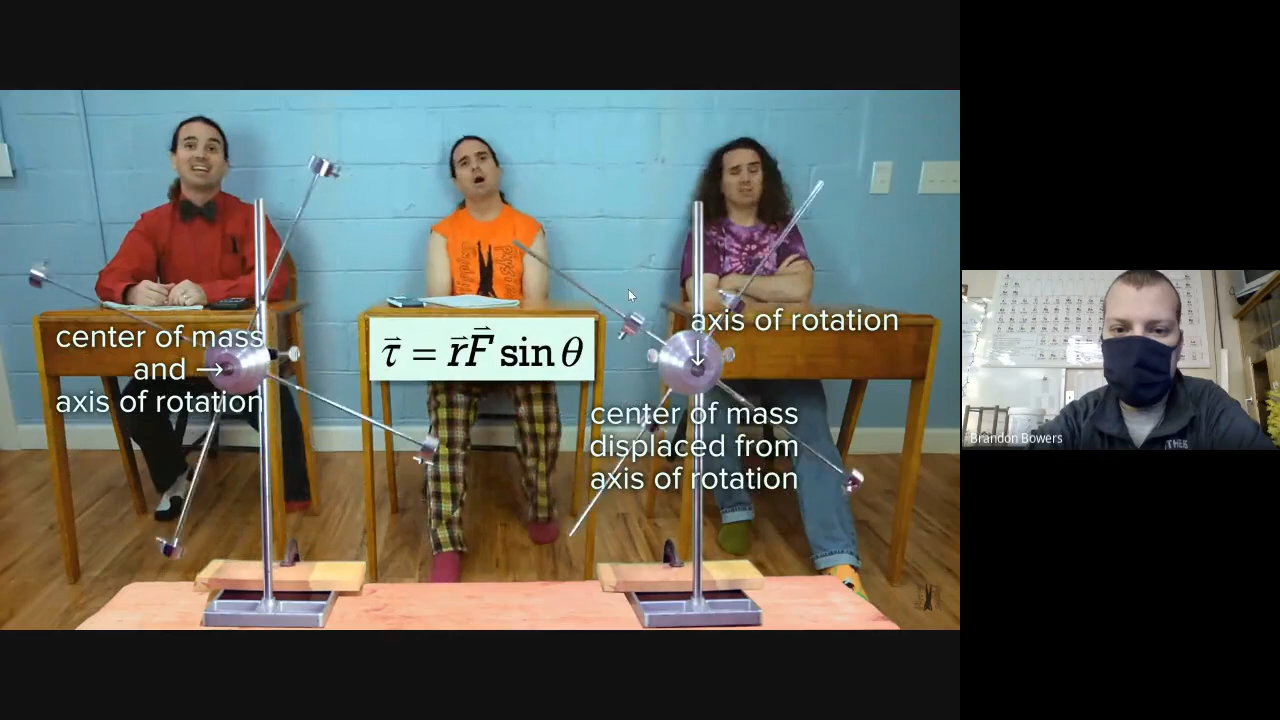 center of mass
and →
axis of rotation
τ⃗ = r⃗F⃗ sin θ
axis of rotation
↓
center of mass
displaced from
axis of rotation
Brandon Bowers